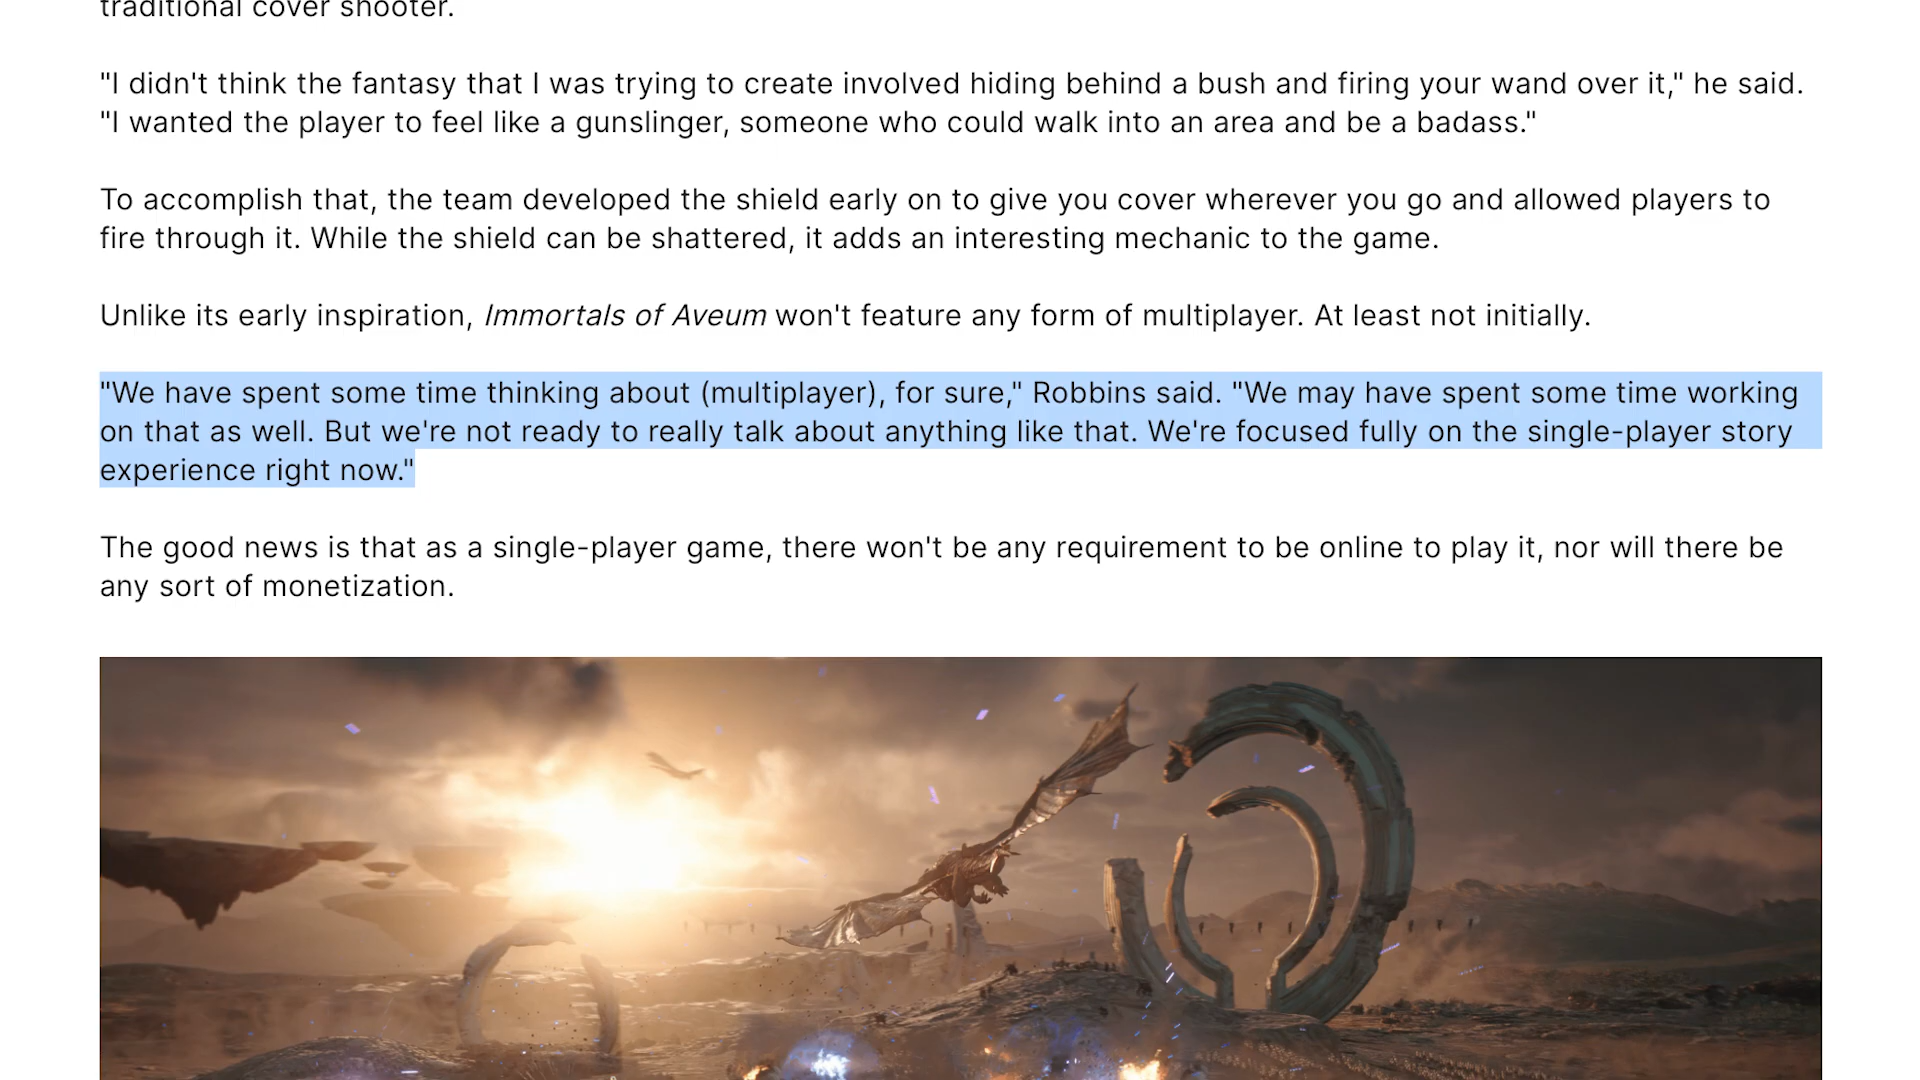 traditional cover shooter.
"I didn't think the fantasy that I was trying to create involved hiding behind a bush and firing your wand over it," he said.
"I wanted the player to feel like a gunslinger, someone who could walk into an area and be a badass."
To accomplish that, the team developed the shield early on to give you cover wherever you go and allowed players to
fire through it. While the shield can be shattered, it adds an interesting mechanic to the game.
Unlike its early inspiration, Immortals of Aveum won't feature any form of multiplayer. At least not initially.
"We have spent some time thinking about (multiplayer), for sure," Robbins said. "We may have spent some time working
on that as well. But we're not ready to really talk about anything like that. We're focused fully on the single-player story
experience right now."
The good news is that as a single-player game, there won't be any requirement to be online to play it, nor will there be
any sort of monetization.